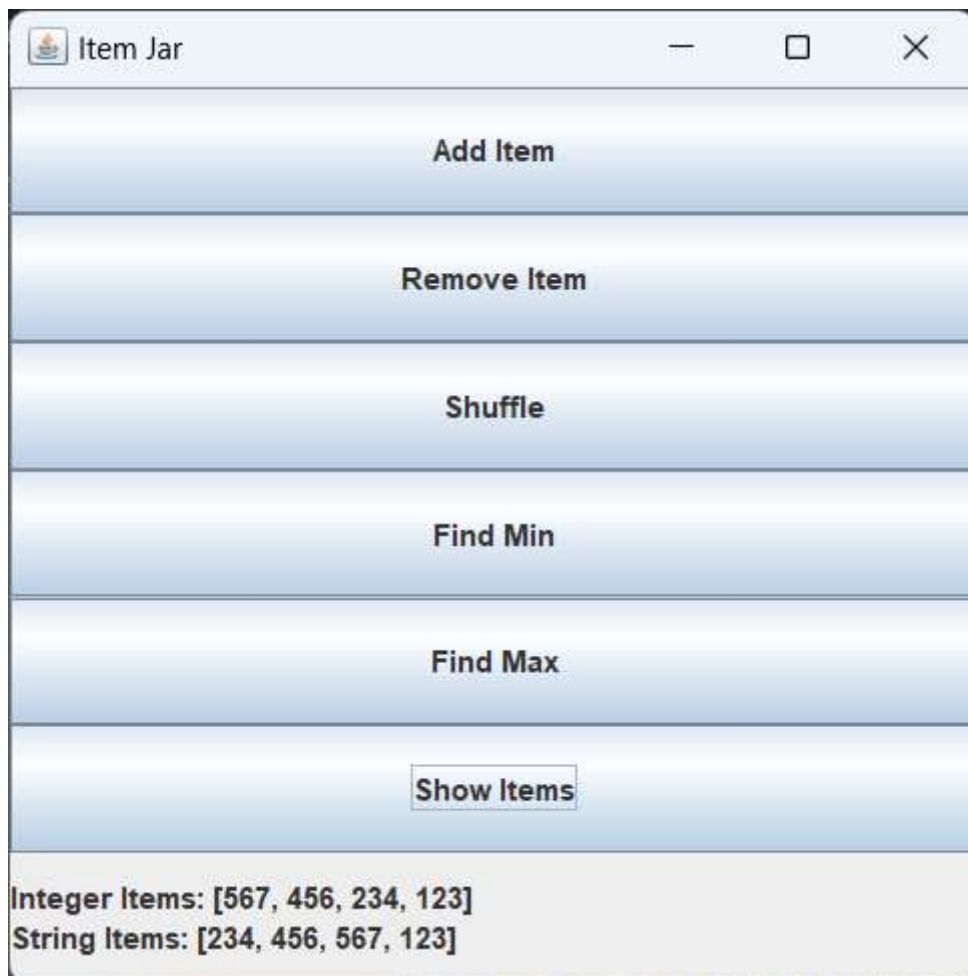 Item Jar
Add Item
Remove Item
Shuffle
Find Min
Find Max
Show Items
Integer Items: [567, 456, 234, 123]
String Items: [234, 456, 567, 123]